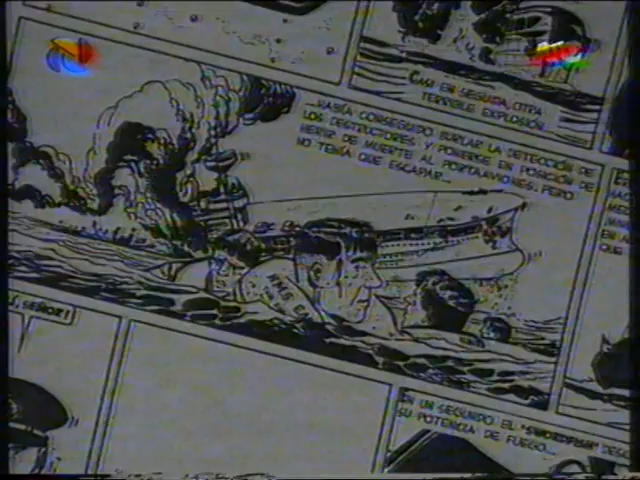 CASI EN SEGUIDA, OTRA
TERRIBLE EXPLOSIÓN...
...HABÍA CONSEGUIDO BURLAR LA DETECCIÓN DE
LOS DESTRUCTORES Y PONERSE EN POSICIÓN DE
HERIR DE MUERTE AL PORTAAVIONES. PERO
NO TENÍA QUE ESCAPAR...
H.M.S.
SEÑOR!
EN UN SEGUNDO EL
SU POTENCIA DE FUEGO...
QUE